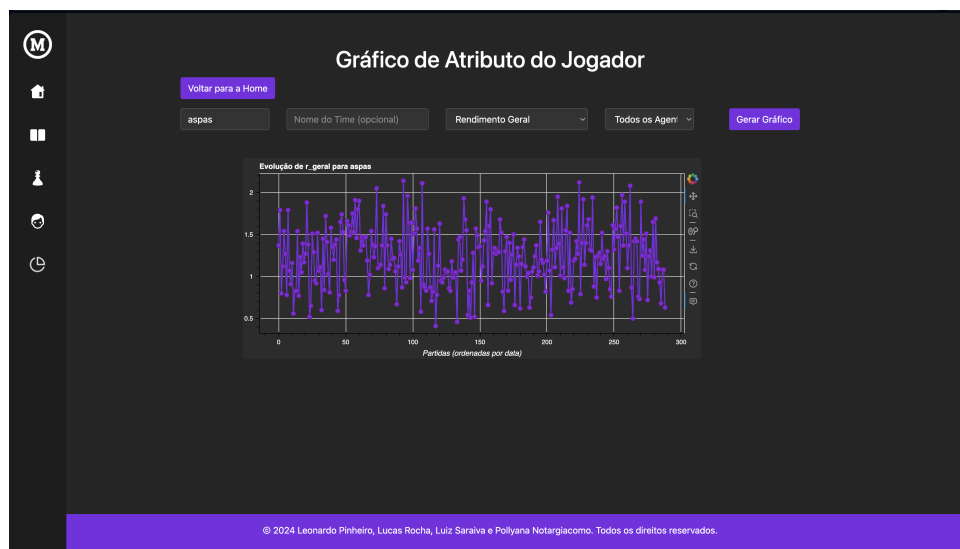 M
Gráfico de Atributo do Jogador
Voltar para a Home
aspas
Nome do Time (opcional)
Rendimento Geral
Todos os Agent
Gerar Gráfico
Evolução de r_geral para aspas
2
1.5
1
0.5
0 50 100 150 200 250 300
Partidas (ordenadas por data)
© 2024 Leonardo Pinheiro, Lucas Rocha, Luiz Saraiva e Pollyana Notargiacomo. Todos os direitos reservados.